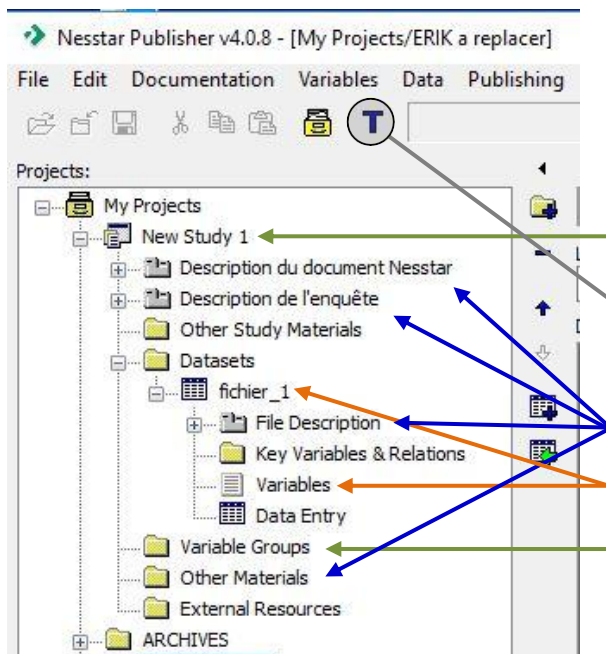 Nesstar Publisher v4.0.8 - [My Projects/ERIK a replacer]
File Edit Documentation Variables Data Publishing
T
Projects:
My Projects
New Study 1
Description du document Nesstar
Description de l'enquête
Other Study Materials
Datasets
fichier_1
File Description
Key Variables & Relations
Variables
Data Entry
Variable Groups
Other Materials
External Resources
ARCHIVES